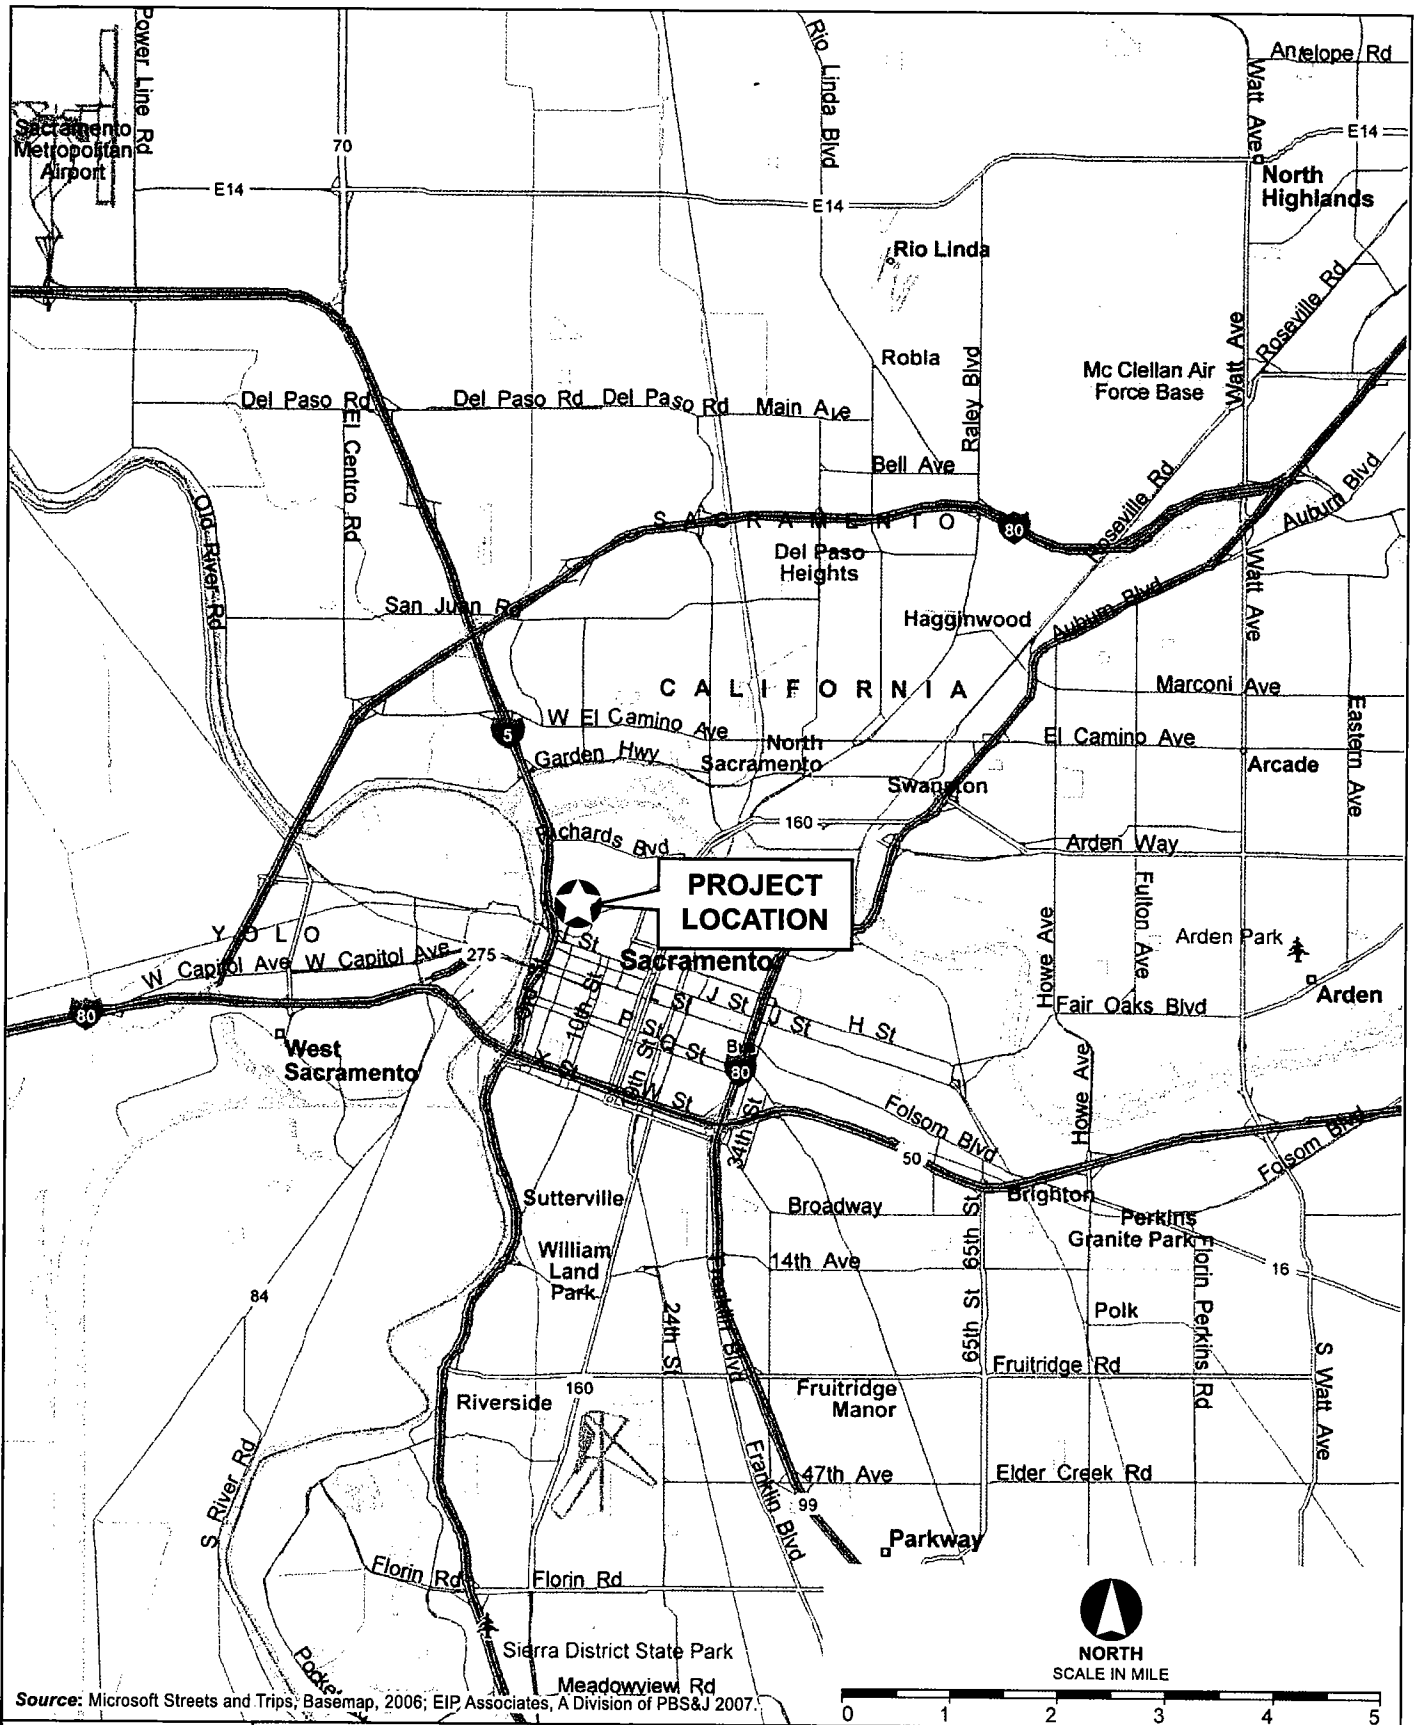 Power Line Rd
Rio Linda Blvd
Antelope Rd
Watt Ave
Sacramento
Metropolitan
Airport
70
E14
E14
E14
North
Highlands
Rio Linda
Roseville Rd
Robla
Raley Blvd
Mc Clellan Air
Force Base
Watt Ave
Del Paso Rd
Del Paso Rd
Del Paso Rd
Main Ave
El Centro Rd
Bell Ave
Roseville Rd
Auburn Blvd
Old River Rd
SACRAMENTO
80
Del Paso
Heights
Watt Ave
San Juan Rd
Hagginwood
Auburn Blvd
CALIFORNIA
Marconi Ave
Eastern Ave
5
W El Camino Ave
El Camino Ave
Garden Hwy
North
Sacramento
Arcade
Swanston
160
Richards Bvd
Arden Way
PROJECT
LOCATION
Fulton Ave
Howe Ave
Arden Park
YOLO
I St
W Capitol Ave
W Capitol Ave
275
Sacramento
Arden
80
3rd St
10th St
L St
J St
J St
H St
Fair Oaks Blvd
P St
Q St
Bus
80
West
Sacramento
X St
W St
Howe Ave
34th St
Folsom Blvd
50
Folsom Blvd
Sutterville
Broadway
Brighton
65th St
Perkins
Granite Park
William
Land
Park
14th Ave
16
84
24th St
Franklin Blvd
65th St
Polk
Florin Perkins Rd
Fruitridge Rd
S Watt Ave
160
Riverside
Fruitridge
Manor
S River Rd
Franklin Blvd
47th Ave
Elder Creek Rd
99
Parkway
Florin Rd
Florin Rd
Sierra District State Park
Meadowview Rd
NORTH
SCALE IN MILE
0 1 2 3 4 5
Source: Microsoft Streets and Trips, Basemap, 2006; EIP Associates, A Division of PBS&J 2007.